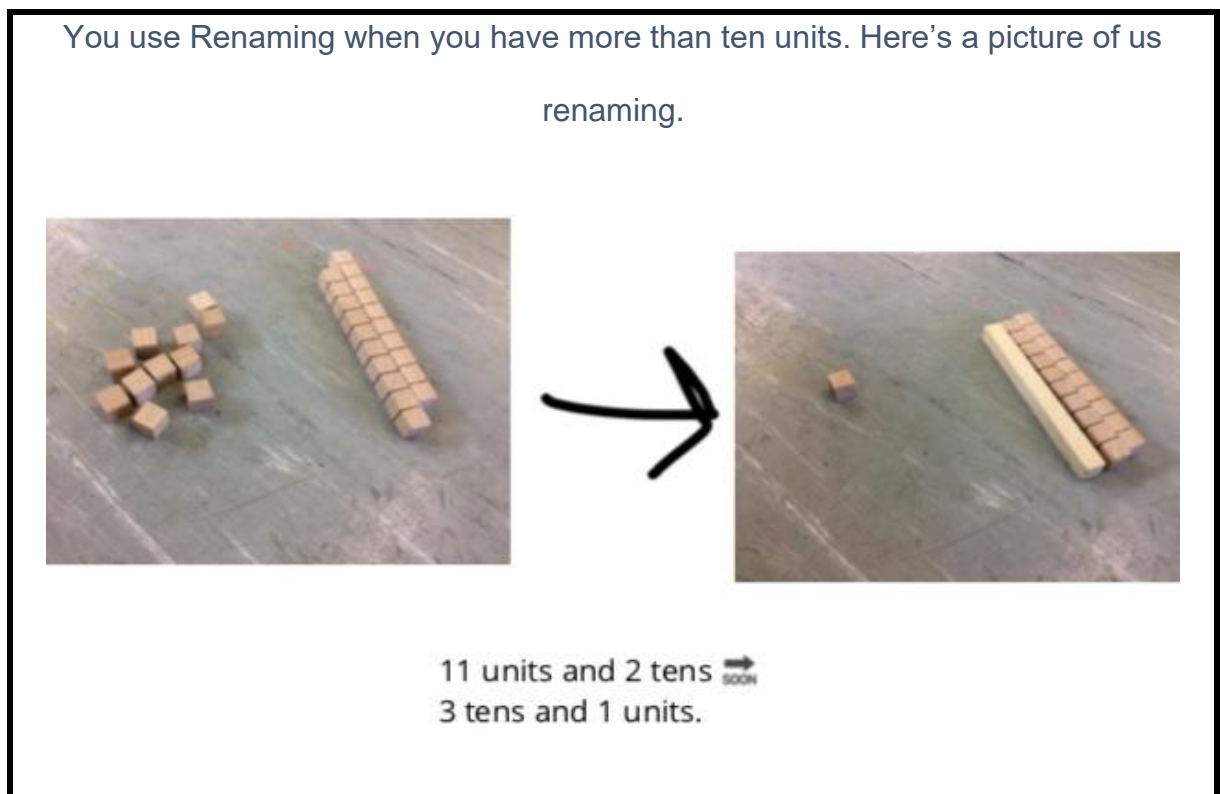 You use Renaming when you have more than ten units. Here’s a picture of us
renaming.
11 units and 2 tens SOON
3 tens and 1 units.